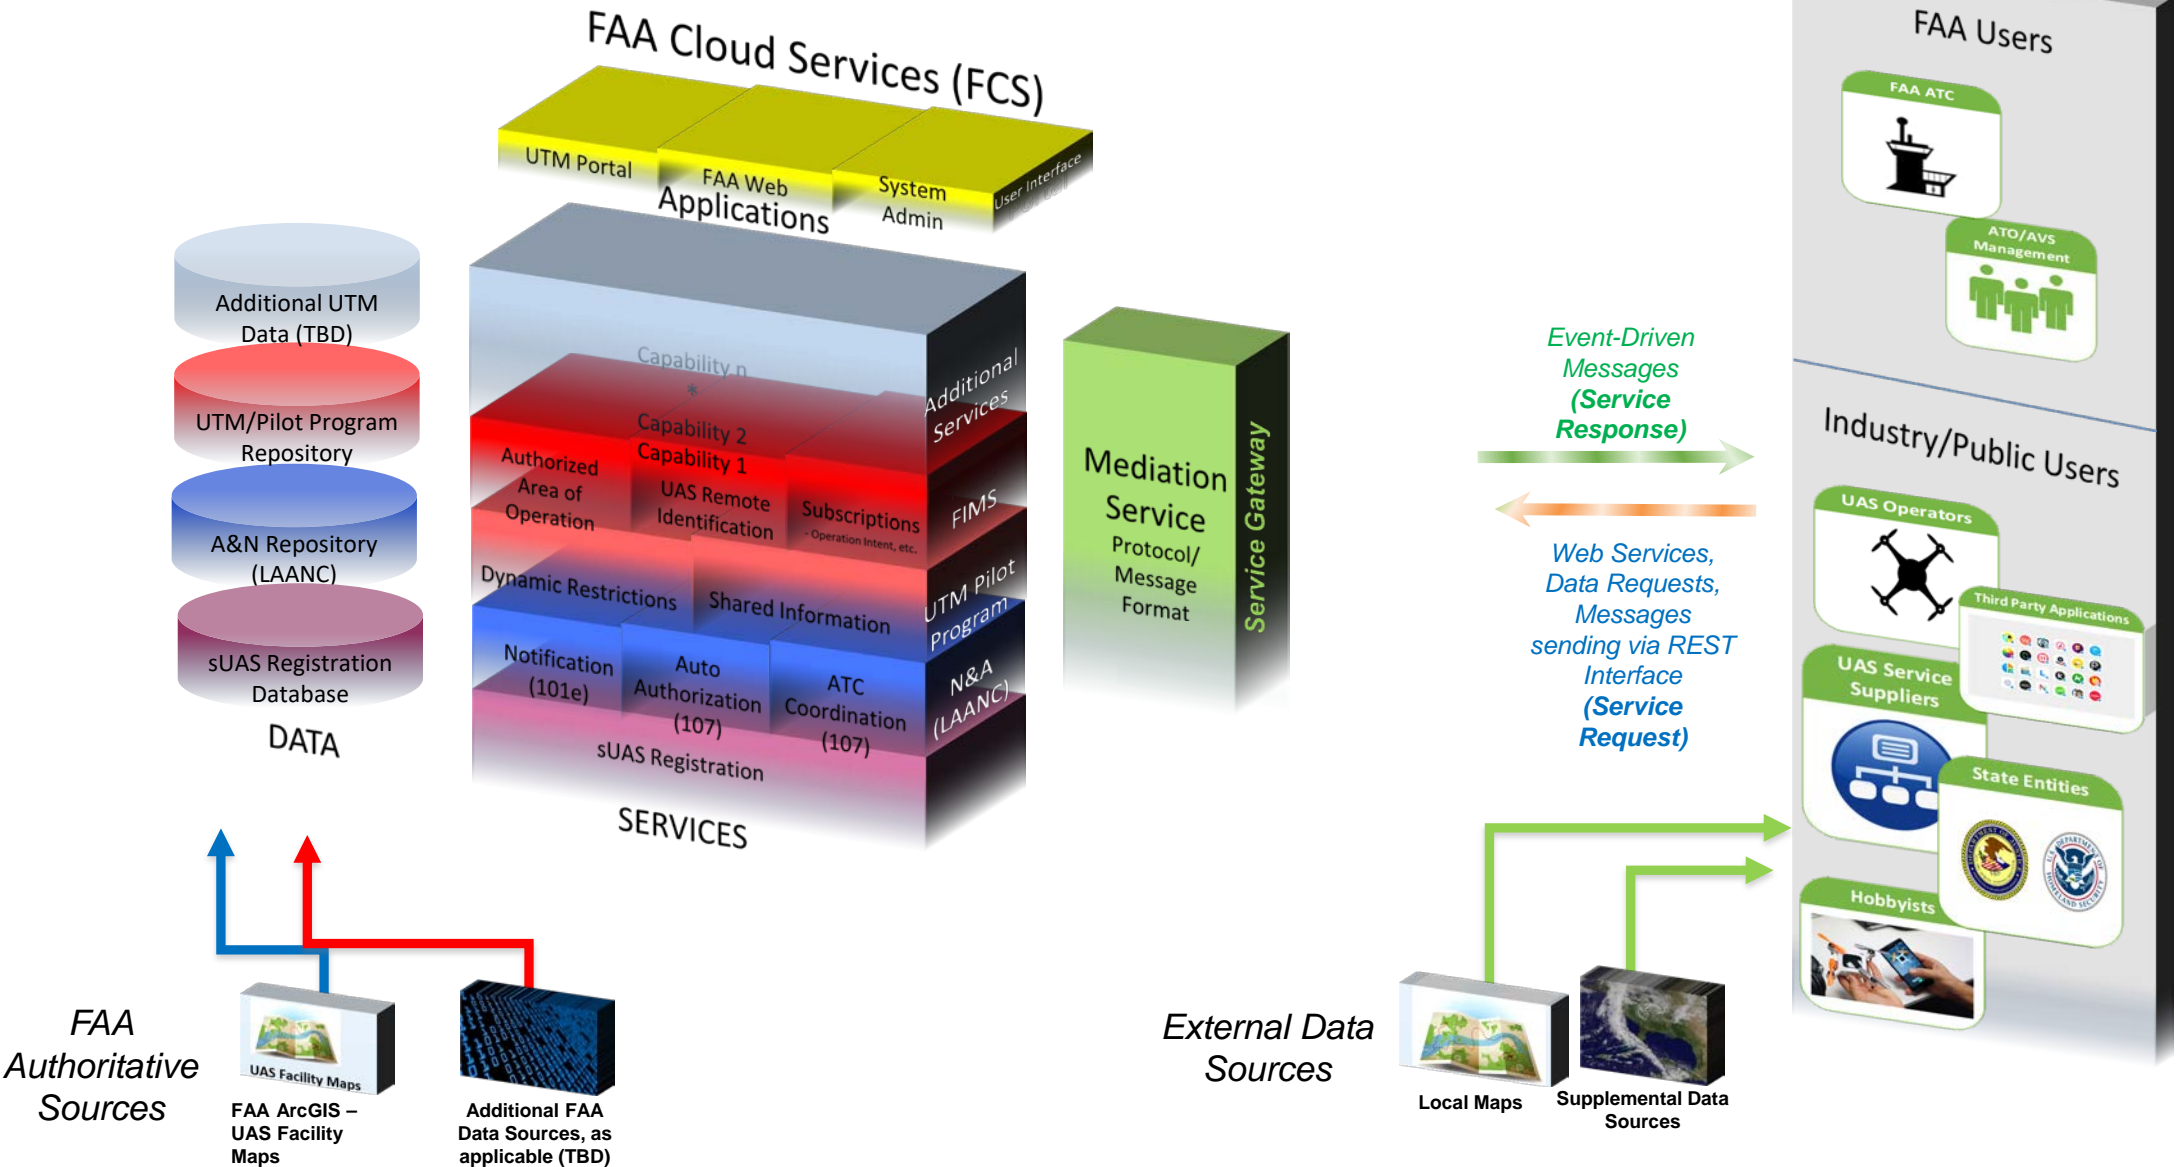 FAA Cloud Services (FCS)
UTM Portal
FAA Web
System
Admin
User Interface
Applications
Additional UTM
Data (TBD)
UTM/Pilot Program
Repository
A&N Repository
(LAANC)
sUAS Registration
Database
DATA
Capability n
*
Capability 2
Capability 1
Additional
Services
Authorized
Area of
Operation
UAS Remote
Identification
Subscriptions
- Operation Intent, etc.
FIMS
Dynamic Restrictions
Shared Information
UTM Pilot
Program
Notification
(101e)
Auto
Authorization
(107)
ATC
Coordination
(107)
N&A
(LAANC)
sUAS Registration
SERVICES
Mediation
Service
Protocol/
Message
Format
Service Gateway
Event-Driven
Messages
(Service
Response)
Web Services,
Data Requests,
Messages
sending via REST
Interface
(Service
Request)
FAA Users
FAA ATC
ATO/AVS
Management
Industry/Public Users
UAS Operators
Third Party Applications
UAS Service
Suppliers
State Entities
Hobbyists
FAA
Authoritative
Sources
UAS Facility Maps
FAA ArcGIS –
UAS Facility
Maps
Additional FAA
Data Sources, as
applicable (TBD)
External Data
Sources
Local Maps
Supplemental Data
Sources